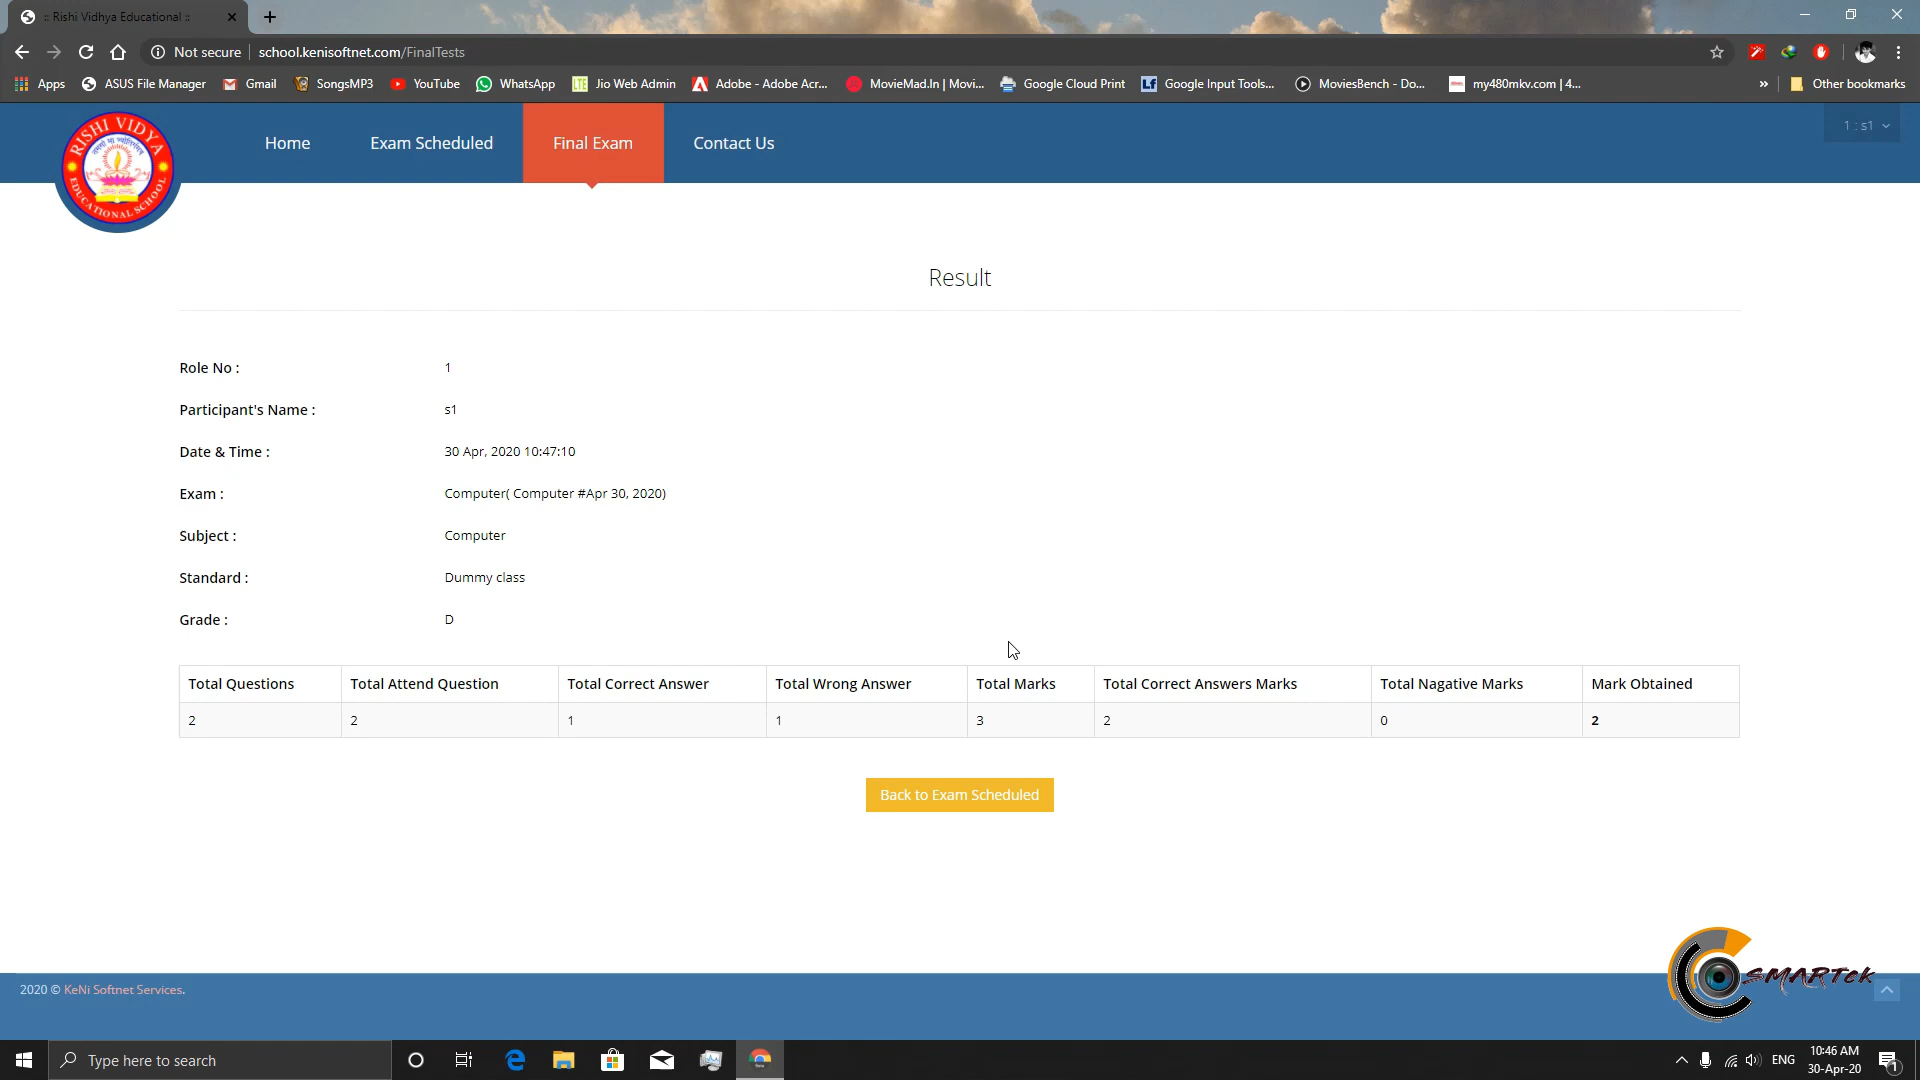 :: Rishi Vidhya Educational ::
Not secure
school.kenisoftnet.com/FinalTests
Apps
ASUS File Manager
Gmail
SongsMP3
YouTube
WhatsApp
Jio Web Admin
Adobe - Adobe Acr...
MovieMad.In | Movi...
Google Cloud Print
Google Input Tools...
MoviesBench - Do...
my480mkv.com | 4...
»
Other bookmarks
RISHI VIDYA
EDUCATIONAL SCHOOL
Home
Exam Scheduled
Final Exam
Contact Us
1 : s1
Result
Role No : 1
Participant's Name : s1
Date & Time : 30 Apr, 2020 10:47:10
Exam : Computer( Computer #Apr 30, 2020)
Subject : Computer
Standard : Dummy class
Grade : D
Total Questions Total Attend Question Total Correct Answer Total Wrong Answer Total Marks Total Correct Answers Marks Total Nagative Marks Mark Obtained
2 2 1 1 3 2 0 2
Back to Exam Scheduled
SMARTek
2020 © KeNi Softnet Services.
Type here to search
ENG
10:46 AM
30-Apr-20
1